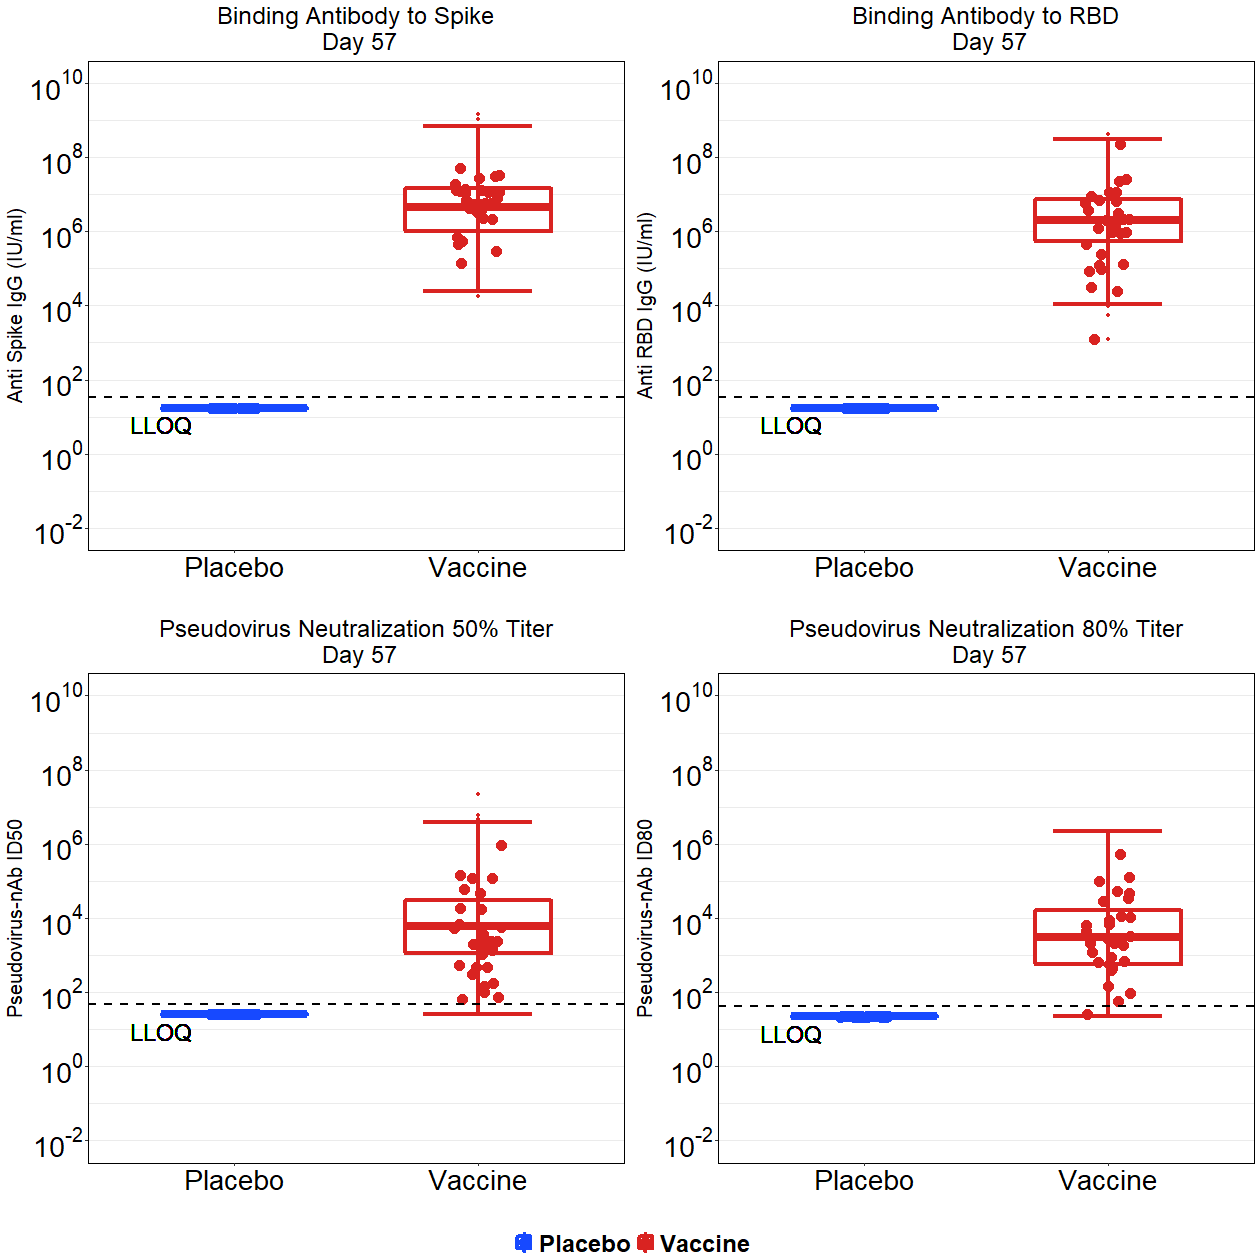 Binding Antibody to Spike
Day 57
Anti Spike IgG (IU/ml)
10^10
10^8
10^6
10^4
10^2
10^0
10^-2
LLOQ
Placebo
Vaccine
Binding Antibody to RBD
Day 57
Anti RBD IgG (IU/ml)
10^10
10^8
10^6
10^4
10^2
10^0
10^-2
LLOQ
Placebo
Vaccine
Pseudovirus Neutralization 50% Titer
Day 57
Pseudovirus-nAb ID50
10^10
10^8
10^6
10^4
10^2
10^0
10^-2
LLOQ
Placebo
Vaccine
Pseudovirus Neutralization 80% Titer
Day 57
Pseudovirus-nAb ID80
10^10
10^8
10^6
10^4
10^2
10^0
10^-2
LLOQ
Placebo
Vaccine
Placebo Vaccine